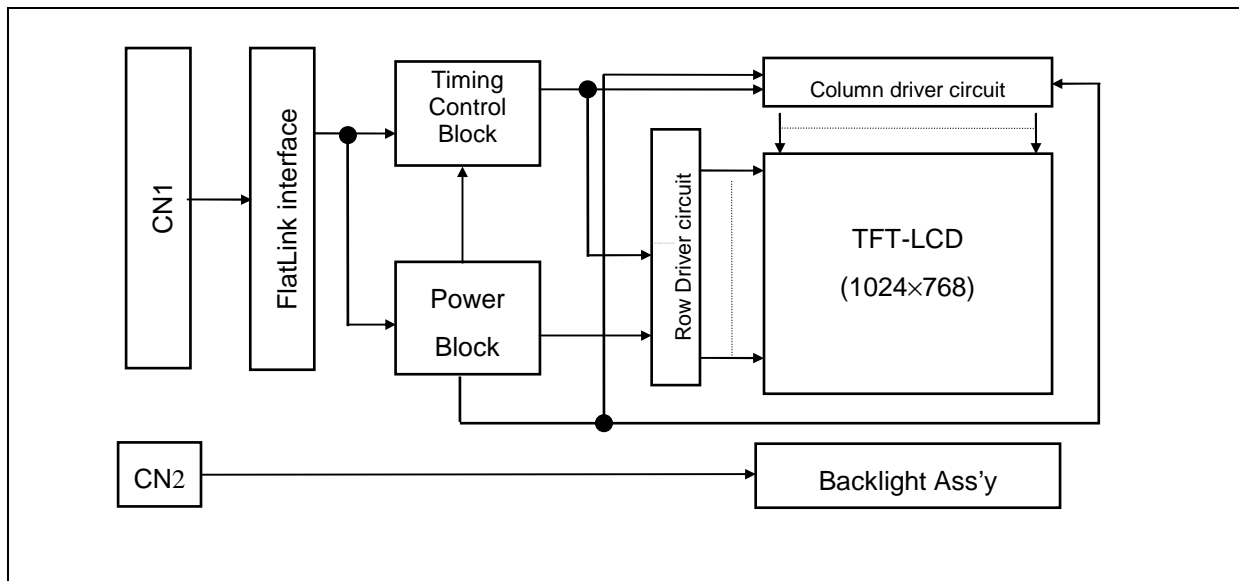 CN1
FlatLink interface
Timing
Control
Block
Power
Block
Row Driver circuit
Column driver circuit
TFT-LCD
(1024×768)
CN2
Backlight Ass’y